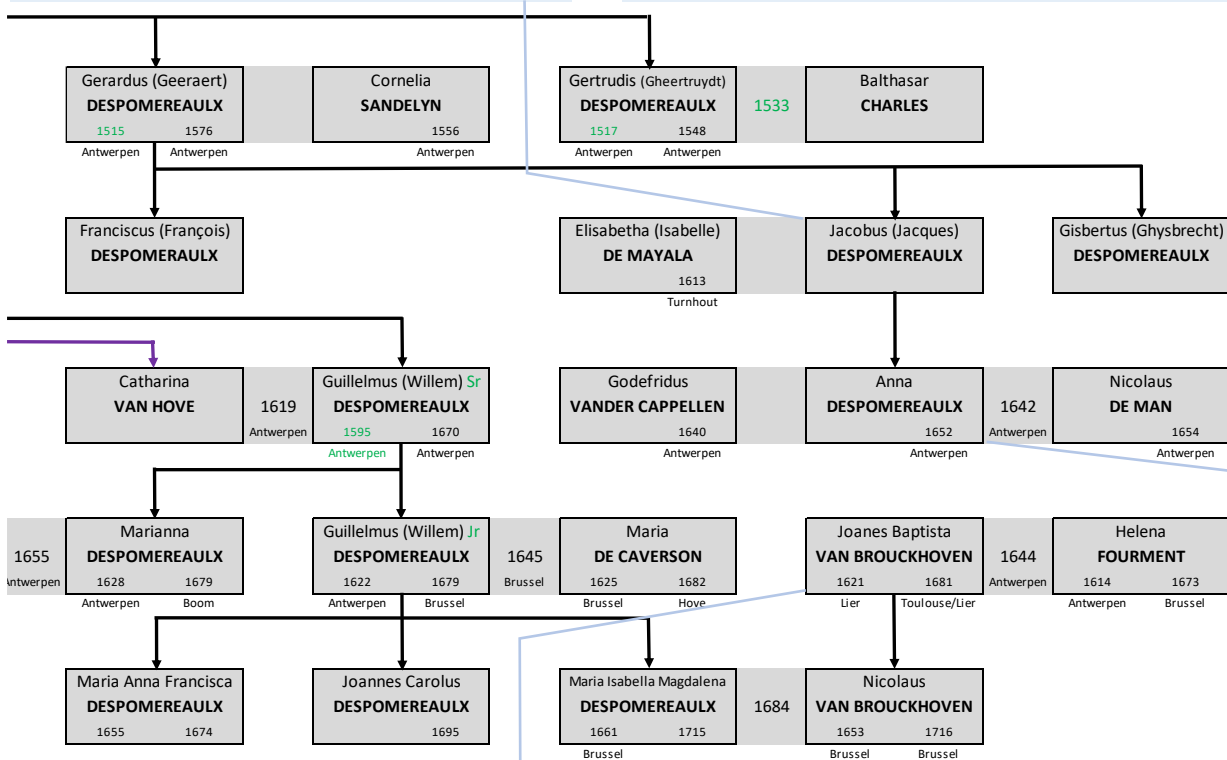 Gerardus (Geeraert)
DESPOMEREAULX
1515 1576
Antwerpen Antwerpen
Cornelia
SANDELYN
1556
Antwerpen
Gertrudis (Gheertruydt)
DESPOMEREAULX
1517 1548
Antwerpen Antwerpen
1533
Balthasar
CHARLES
Franciscus (François)
DESPOMERAULX
Elisabetha (Isabelle)
DE MAYALA
1613
Turnhout
Jacobus (Jacques)
DESPOMEREAULX
Gisbertus (Ghysbrecht)
DESPOMEREAULX
Catharina
VAN HOVE
1619
Antwerpen
Guillelmus (Willem) Sr
DESPOMEREAULX
1595 1670
Antwerpen Antwerpen
Godefridus
VANDER CAPPELLEN
1640
Antwerpen
Anna
DESPOMEREAULX
1652
Antwerpen
1642
Antwerpen
Nicolaus
DE MAN
1654
Antwerpen
1655
Antwerpen
Marianna
DESPOMEREAULX
1628 1679
Antwerpen Boom
Guillelmus (Willem) Jr
DESPOMEREAULX
1622 1679
Antwerpen Brussel
1645
Brussel
Maria
DE CAVERSON
1625 1682
Brussel Hove
Joanes Baptista
VAN BROUCKHOVEN
1621 1681
Lier Toulouse/Lier
1644
Antwerpen
Helena
FOURMENT
1614 1673
Antwerpen Brussel
Maria Anna Francisca
DESPOMEREAULX
1655 1674
Joannes Carolus
DESPOMEREAULX
1695
Maria Isabella Magdalena
DESPOMEREAULX
1661 1715
Brussel
1684
Nicolaus
VAN BROUCKHOVEN
1653 1716
Brussel Brussel